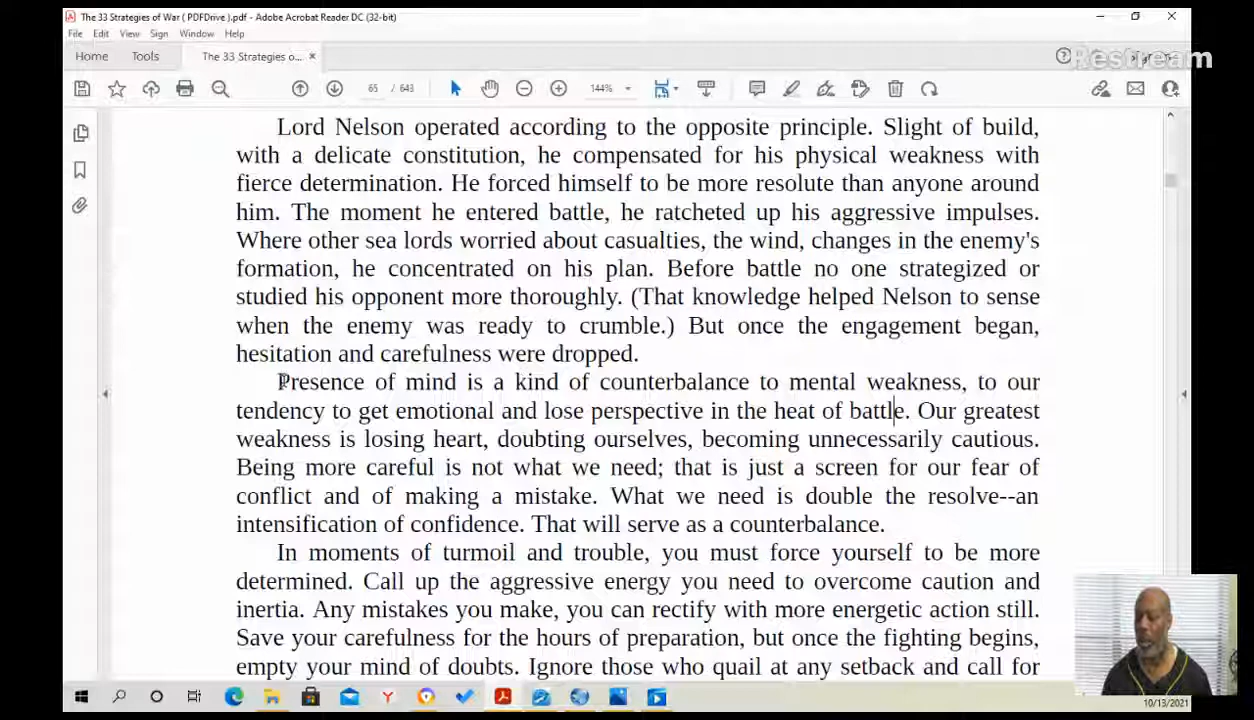 The 33 Strategies of War ( PDFDrive ).pdf - Adobe Acrobat Reader DC (32-bit)
File Edit View Sign Window Help
Home Tools The 33 Strategies o... ×
Restream
65 / 643 144%
Lord Nelson operated according to the opposite principle. Slight of build,
with a delicate constitution, he compensated for his physical weakness with
fierce determination. He forced himself to be more resolute than anyone around
him. The moment he entered battle, he ratcheted up his aggressive impulses.
Where other sea lords worried about casualties, the wind, changes in the enemy's
formation, he concentrated on his plan. Before battle no one strategized or
studied his opponent more thoroughly. (That knowledge helped Nelson to sense
when the enemy was ready to crumble.) But once the engagement began,
hesitation and carefulness were dropped.
Presence of mind is a kind of counterbalance to mental weakness, to our
tendency to get emotional and lose perspective in the heat of battle. Our greatest
weakness is losing heart, doubting ourselves, becoming unnecessarily cautious.
Being more careful is not what we need; that is just a screen for our fear of
conflict and of making a mistake. What we need is double the resolve--an
intensification of confidence. That will serve as a counterbalance.
In moments of turmoil and trouble, you must force yourself to be more
determined. Call up the aggressive energy you need to overcome caution and
inertia. Any mistakes you make, you can rectify with more energetic action still.
Save your carefulness for the hours of preparation, but once the fighting begins,
empty your mind of doubts. Ignore those who quail at any setback and call for
10/13/2021